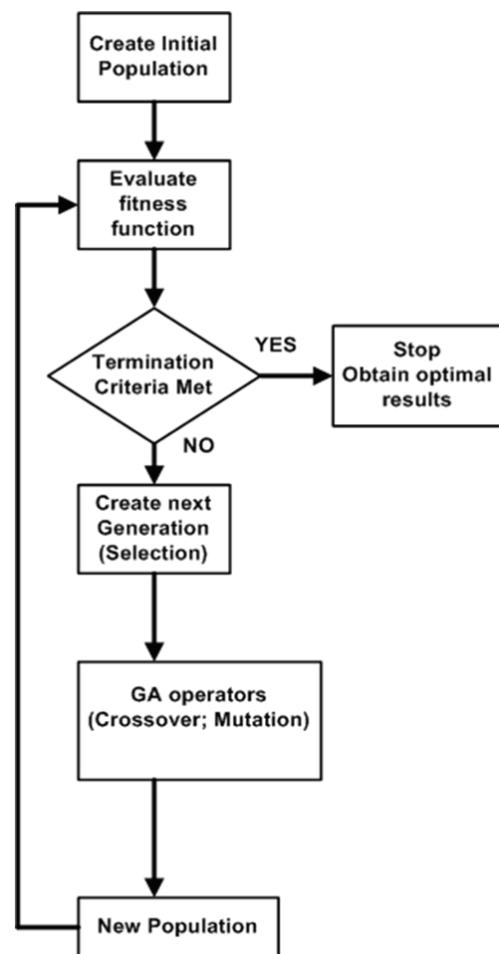 Create Initial
Population
Evaluate
fitness
function
Termination
Criteria Met
YES
Stop
Obtain optimal
results
NO
Create next
Generation
(Selection)
GA operators
(Crossover; Mutation)
New Population